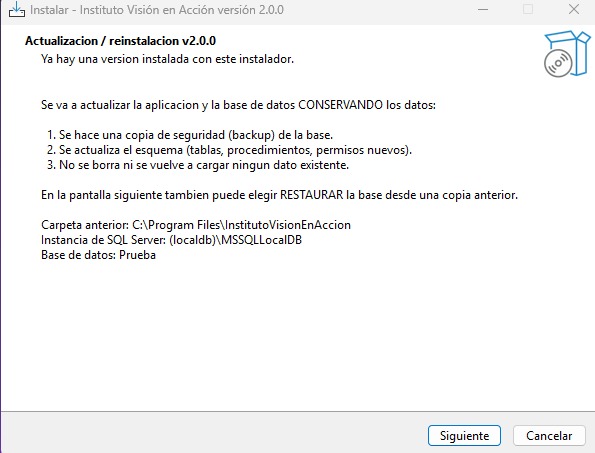 Instalar - Instituto Visión en Acción versión 2.0.0
Actualizacion / reinstalacion v2.0.0
Ya hay una version instalada con este instalador.
Se va a actualizar la aplicacion y la base de datos CONSERVANDO los datos:
1. Se hace una copia de seguridad (backup) de la base.
2. Se actualiza el esquema (tablas, procedimientos, permisos nuevos).
3. No se borra ni se vuelve a cargar ningun dato existente.
En la pantalla siguiente tambien puede elegir RESTAURAR la base desde una copia anterior.
Carpeta anterior: C:\Program Files\InstitutoVisionEnAccion
Instancia de SQL Server: (localdb)\MSSQLLocalDB
Base de datos: Prueba
Siguiente Cancelar